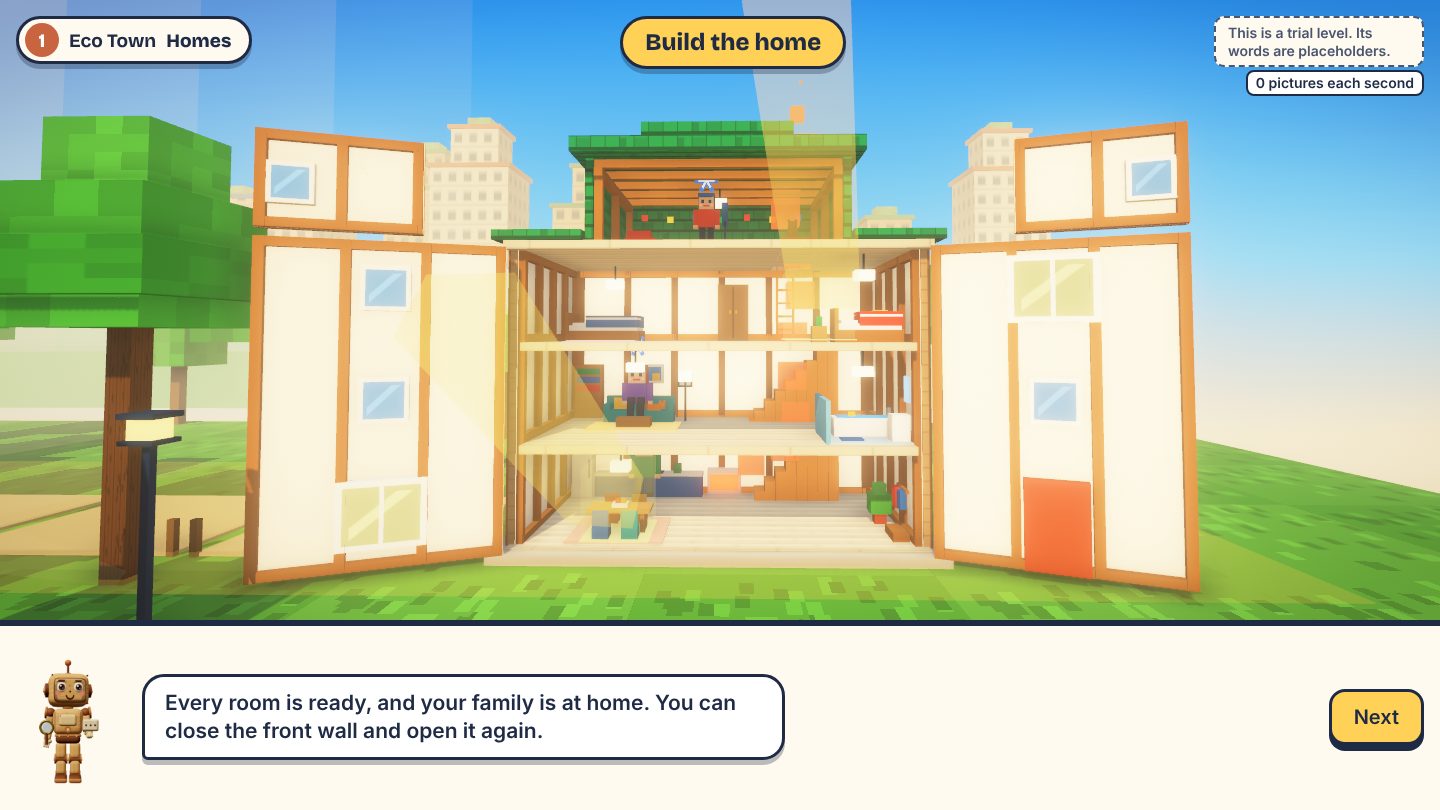 1 Eco Town Homes
Build the home
This is a trial level. Its
words are placeholders.
0 pictures each second
Every room is ready, and your family is at home. You can
close the front wall and open it again.
Next